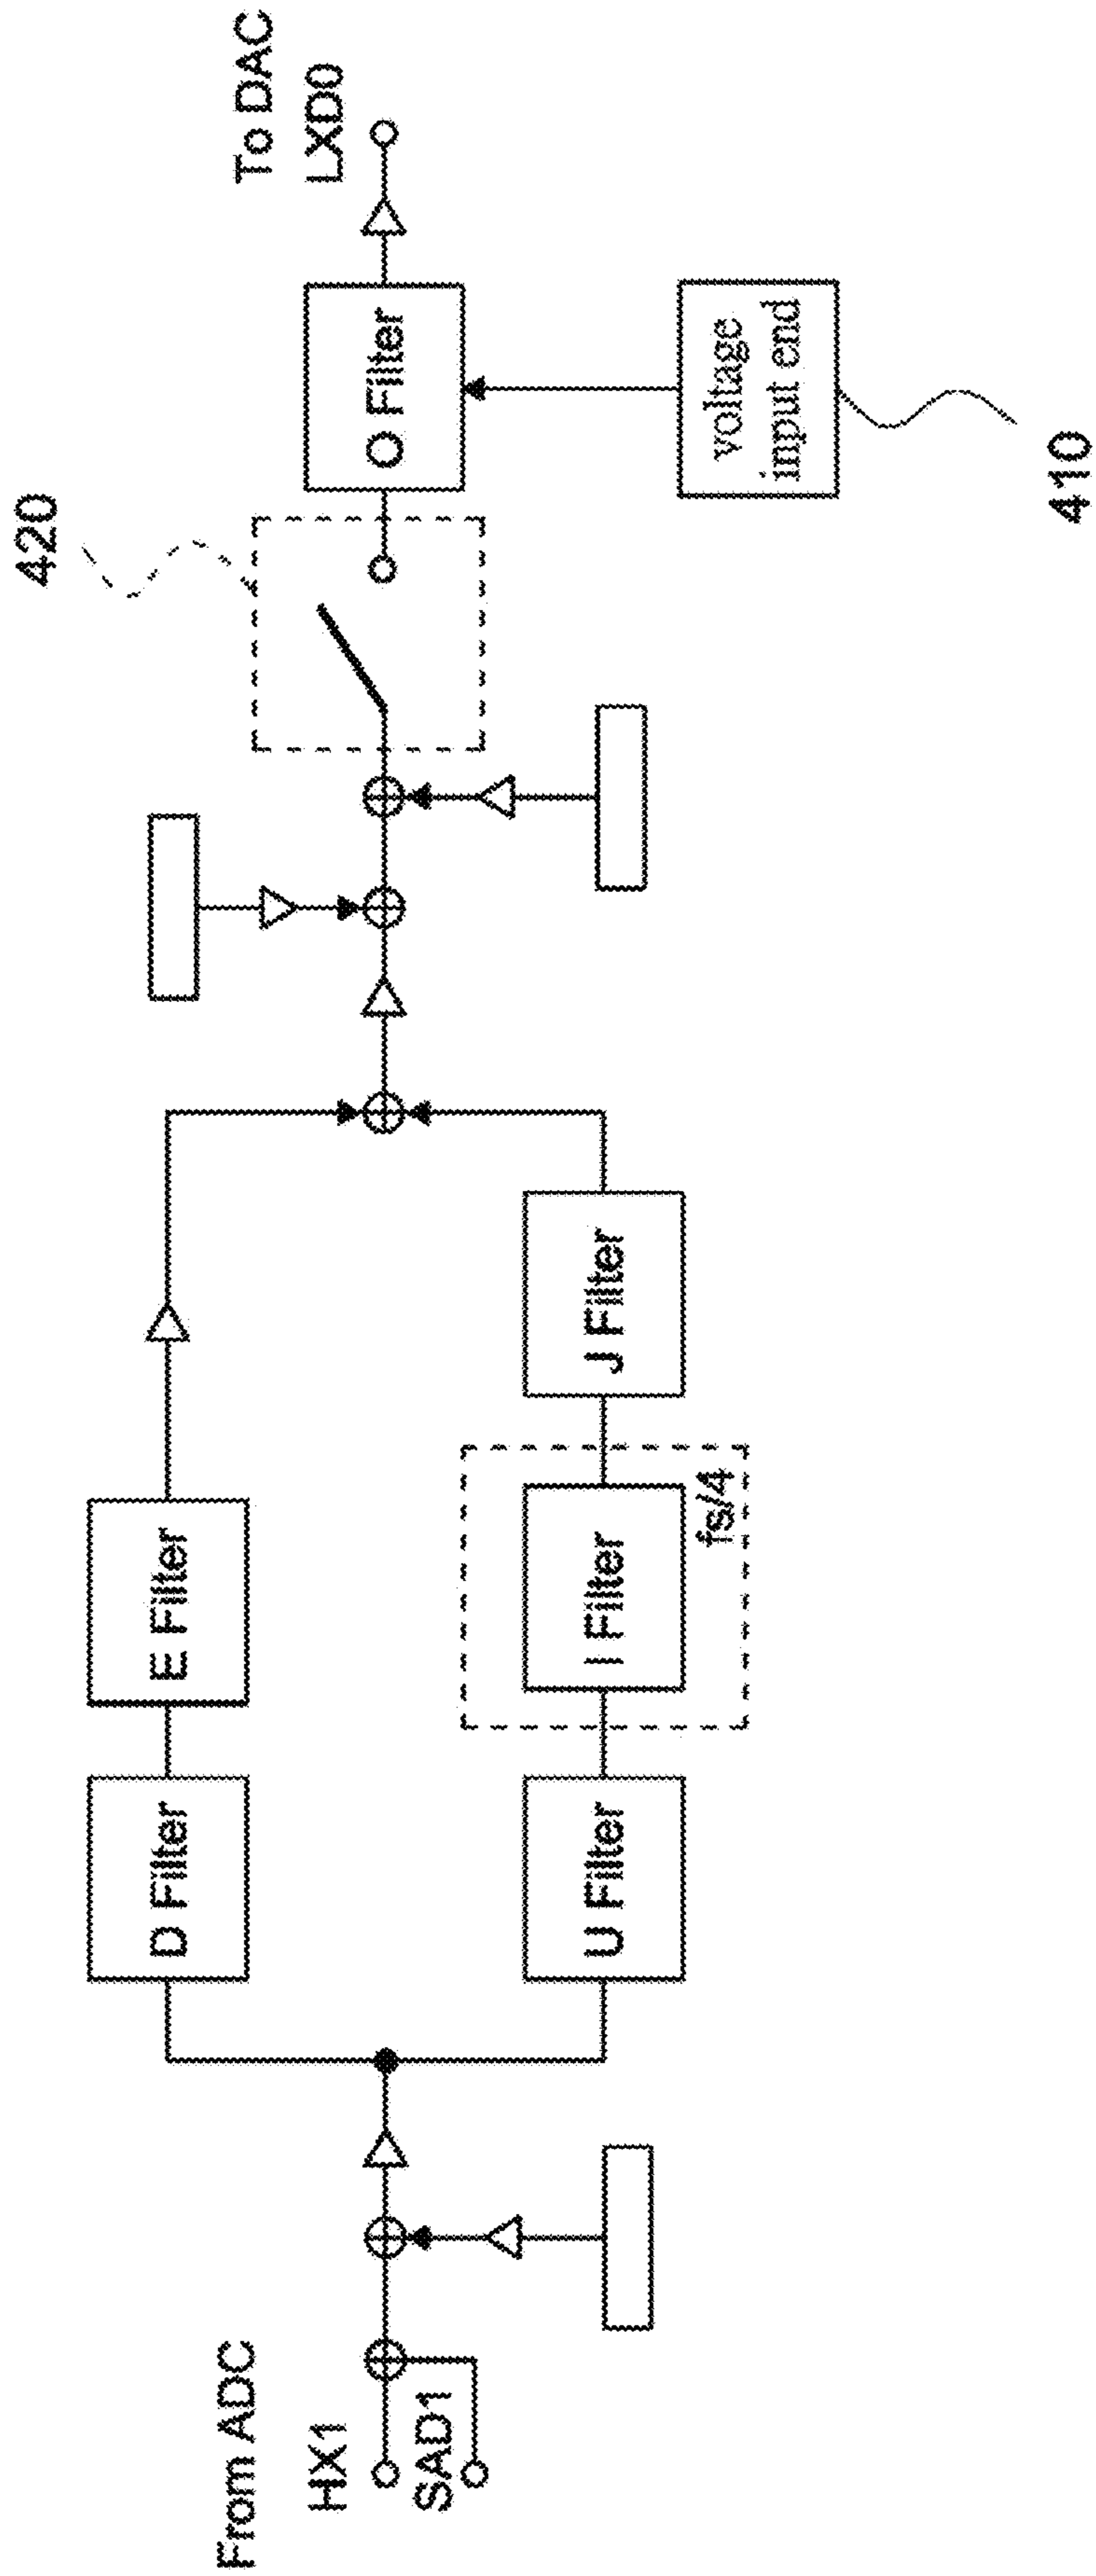 From ADC
HX1
SAD1
D Filter
E Filter
U Filter
I Filter
fs/4
J Filter
420
O Filter
voltage
input end
410
To DAC
LXD0